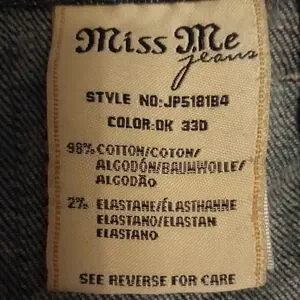 Miss Me
jeans
STYLE NO:JP5181B4
COLOR:DK 33D
98% COTTON/COTON/
ALGODÓN/BAUMWOLLE/
ALGODÃO
2% ELASTANE/ÉLASTHANNE
ELASTANO/ELASTAN
ELASTANO
SEE REVERSE FOR CARE